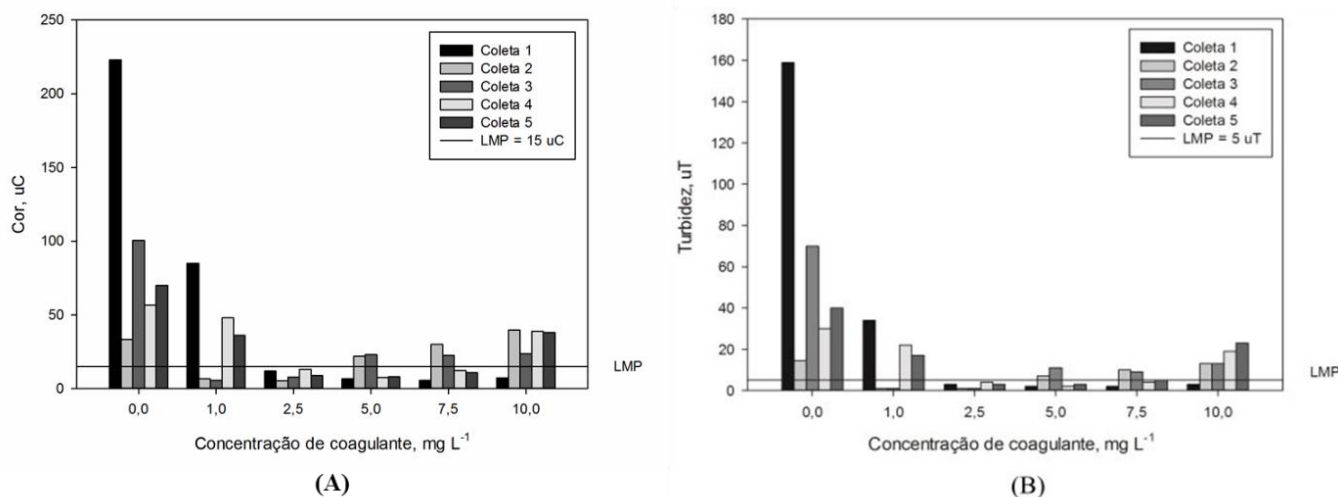 250
200
150
100
50
0
Cor, uC
Coleta 1
Coleta 2
Coleta 3
Coleta 4
Coleta 5
LMP = 15 uC
LMP
0,0 1,0 2,5 5,0 7,5 10,0
Concentração de coagulante, mg L⁻¹
(A)
180
160
140
120
100
80
60
40
20
0
Turbidez, uT
Coleta 1
Coleta 2
Coleta 3
Coleta 4
Coleta 5
LMP = 5 uT
LMP
0,0 1,0 2,5 5,0 7,5 10,0
Concentração de coagulante, mg L⁻¹
(B)